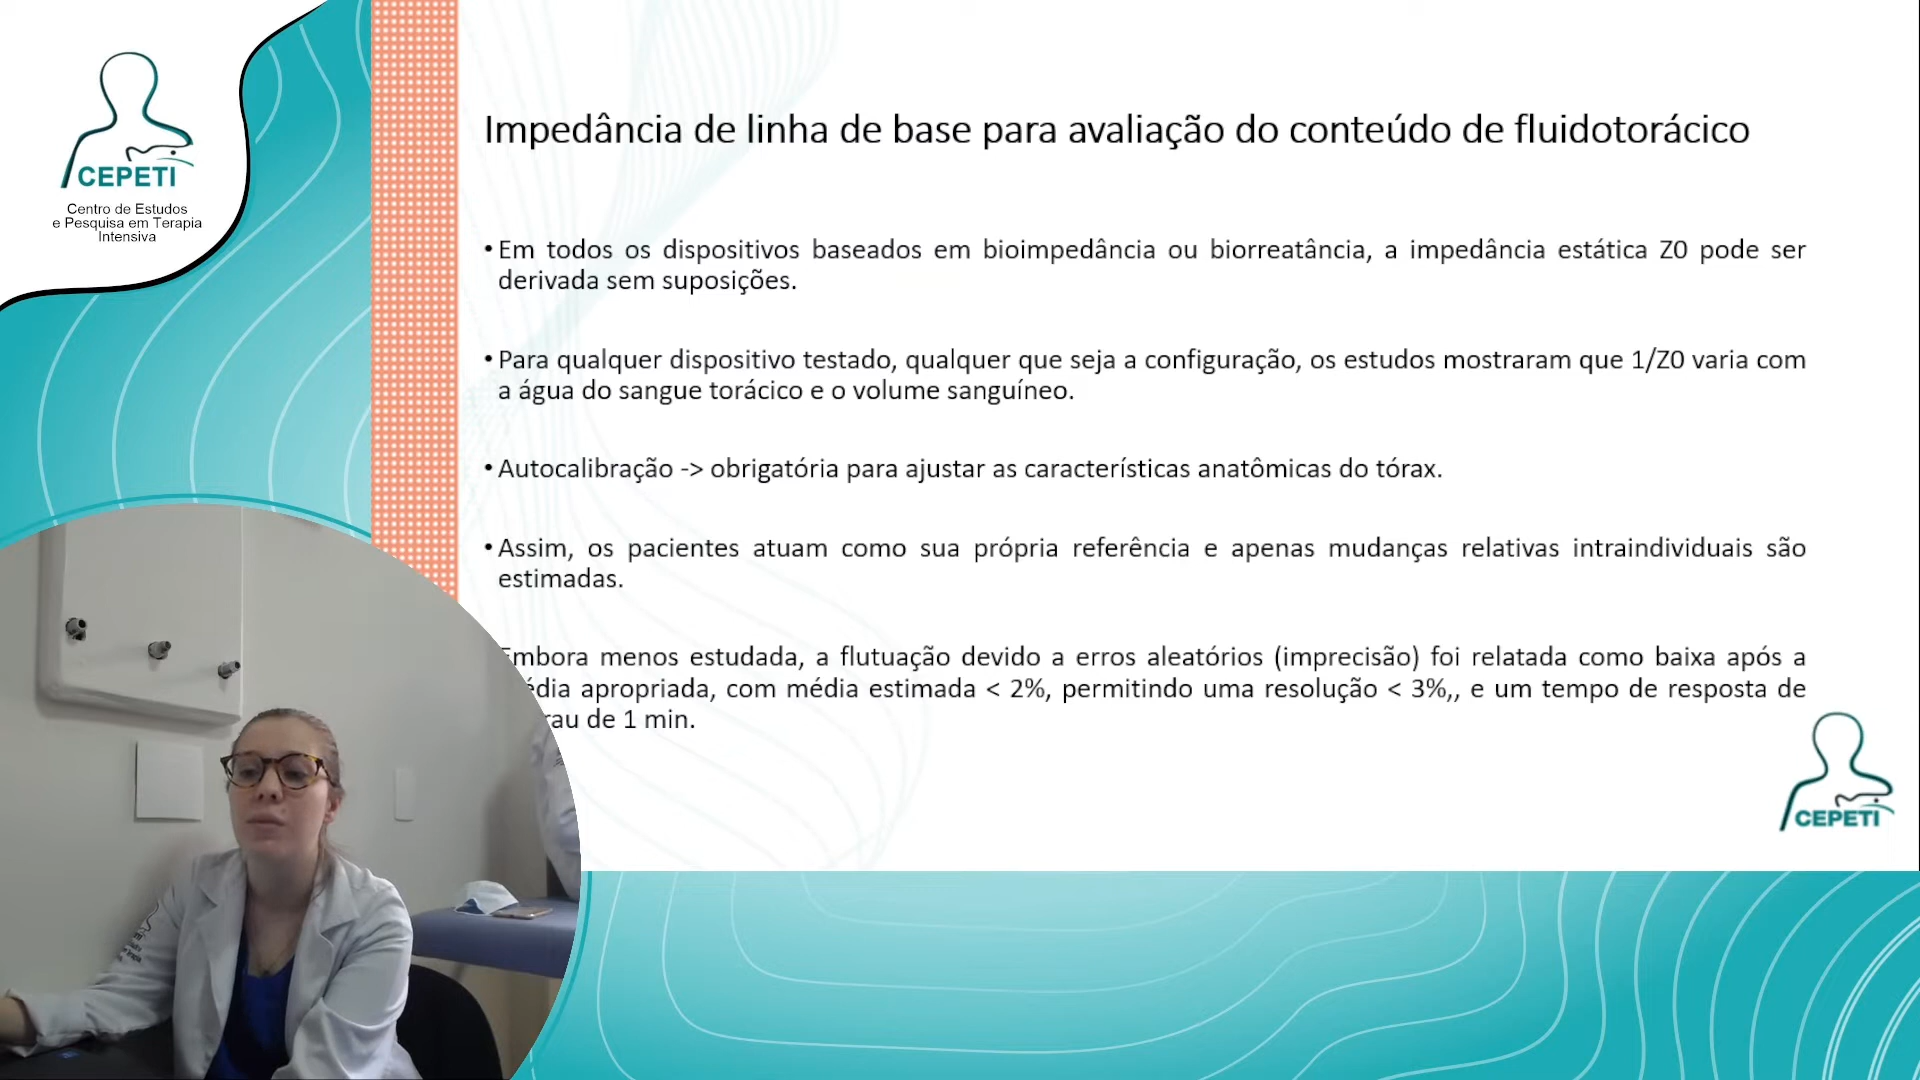 CEPETI
Centro de Estudos
e Pesquisa em Terapia
Intensiva
Impedância de linha de base para avaliação do conteúdo de fluidotorácico
• Em todos os dispositivos baseados em bioimpedância ou biorreatância, a impedância estática Z0 pode ser
derivada sem suposições.
• Para qualquer dispositivo testado, qualquer que seja a configuração, os estudos mostraram que 1/Z0 varia com
a água do sangue torácico e o volume sanguíneo.
• Autocalibração -> obrigatória para ajustar as características anatômicas do tórax.
• Assim, os pacientes atuam como sua própria referência e apenas mudanças relativas intraindividuais são
estimadas.
Embora menos estudada, a flutuação devido a erros aleatórios (imprecisão) foi relatada como baixa após a
apropriada, com média estimada < 2%, permitindo uma resolução < 3%,, e um tempo de resposta de
de 1 min.
CEPETI